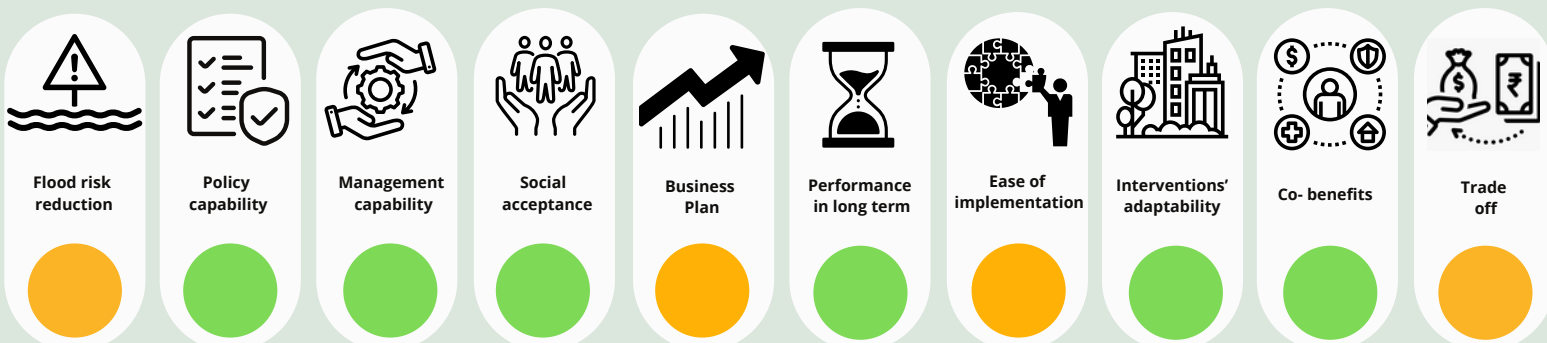 Flood risk
reduction
Policy
capability
Management
capability
Social
acceptance
Business
Plan
Performance
in long term
Ease of
implementation
Interventions’
adaptability
Co- benefits
Trade
off
$
$
₹